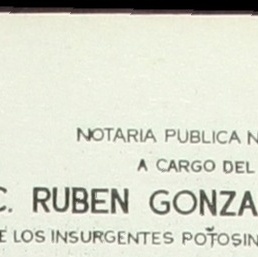 NOTARIA PUBLICA N
A CARGO DEL
C. RUBEN GONZA
E LOS INSURGENTES POTOSIN